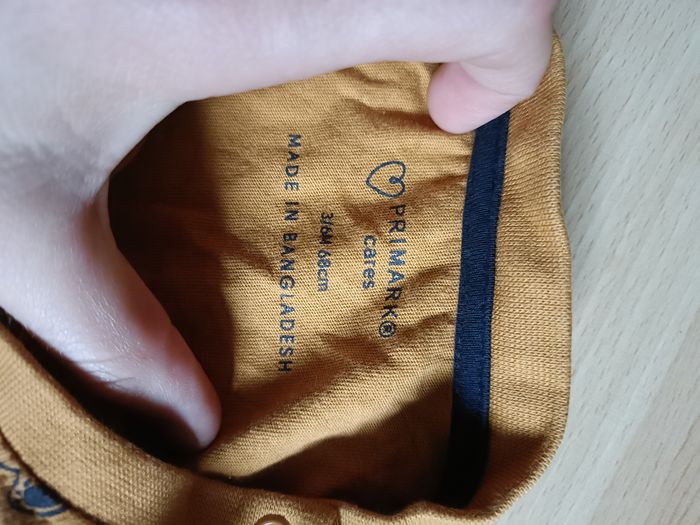 PRIMARK®
cares
3/6M 68cm
MADE IN BANGLADESH